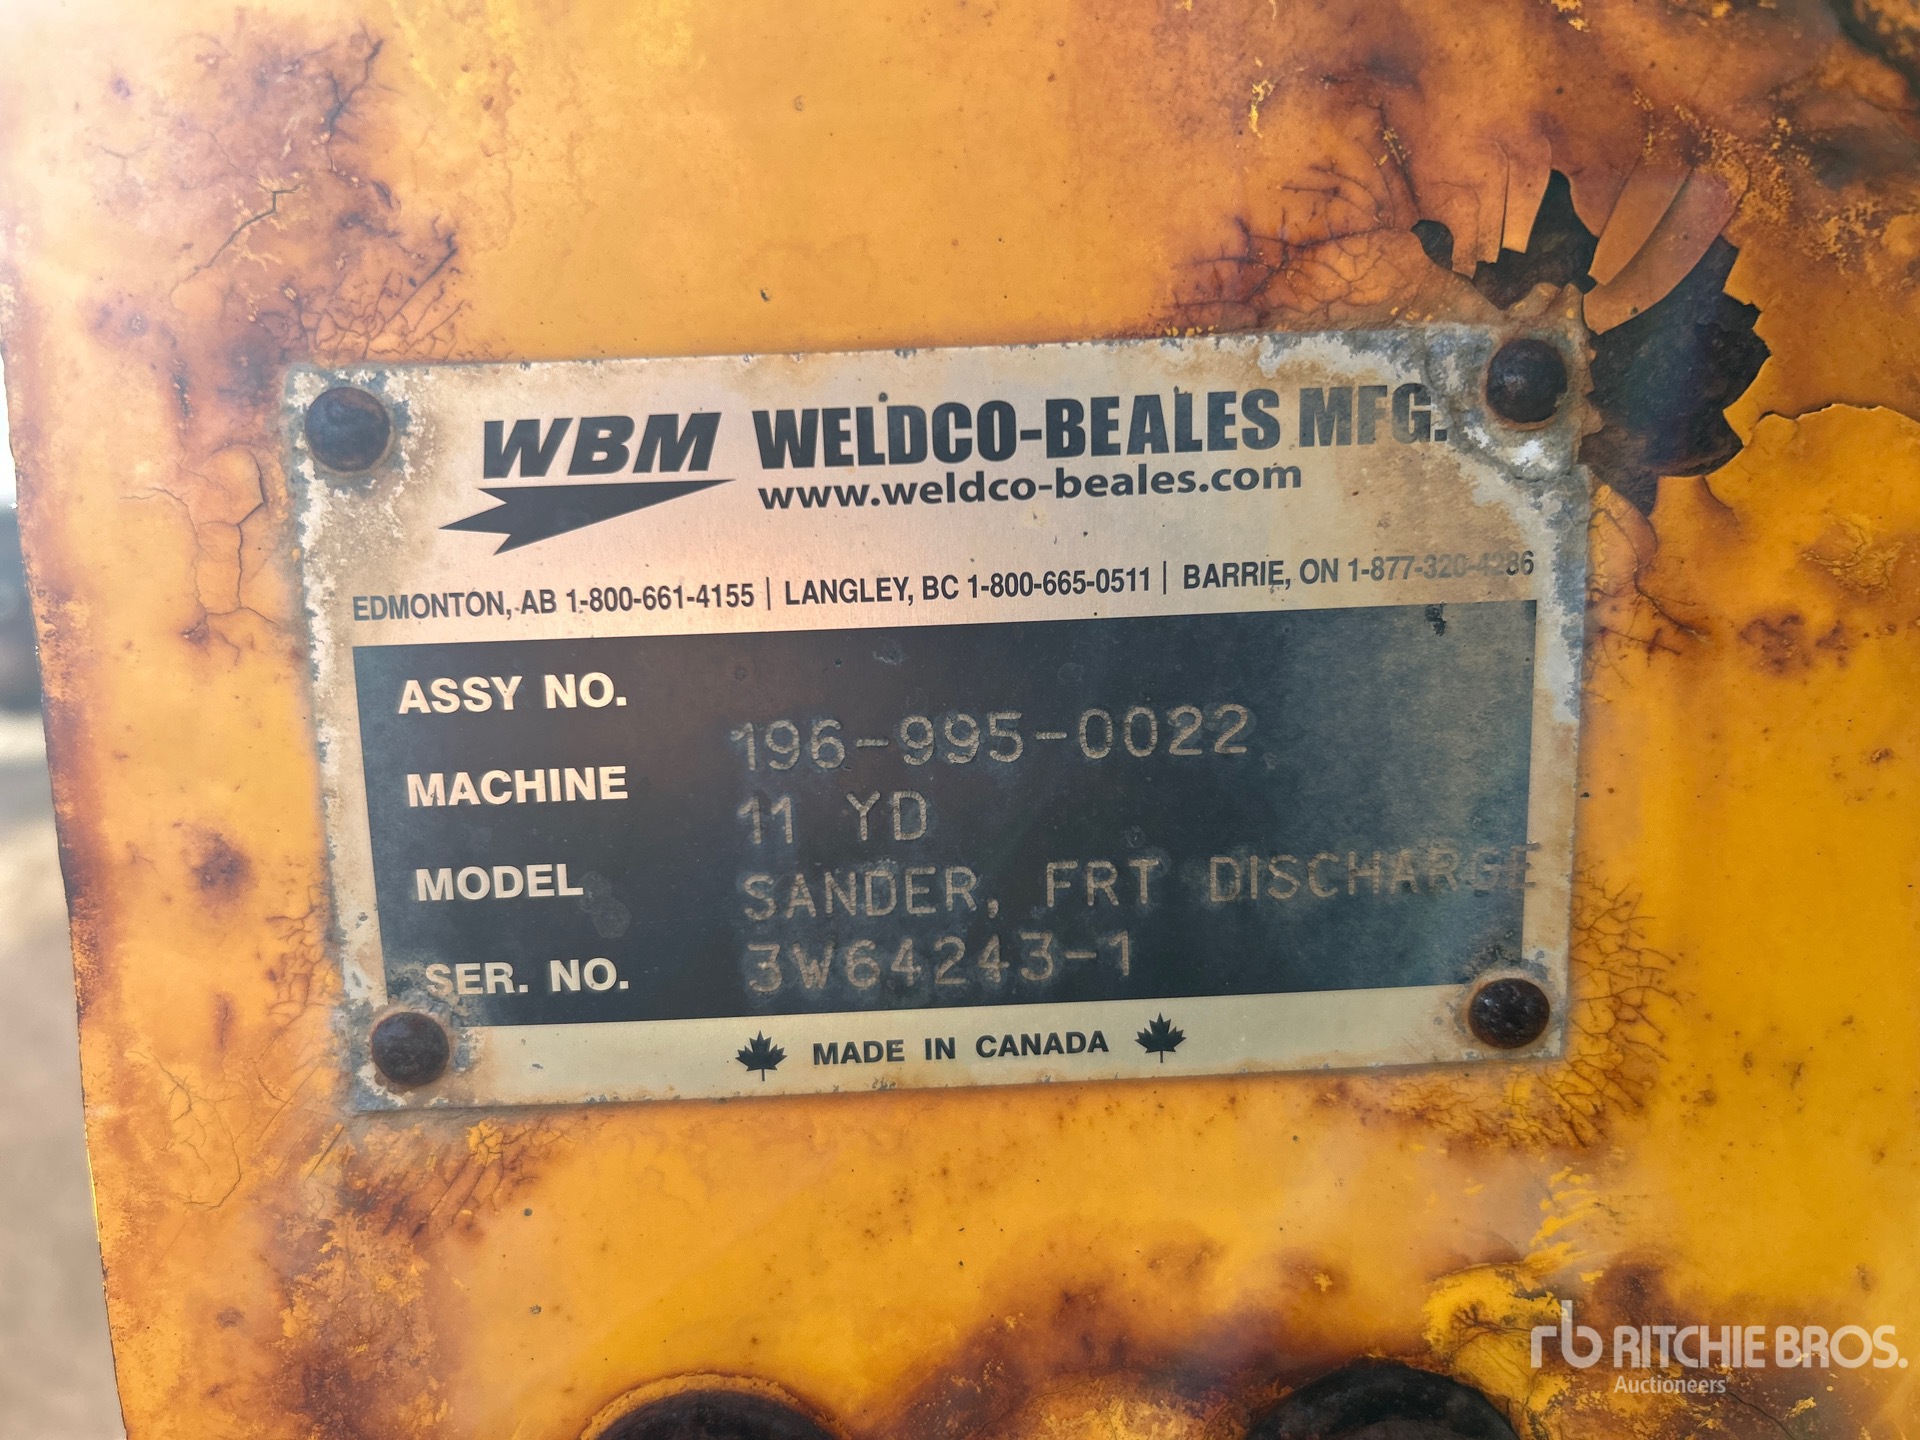 WBM WELDCO-BEALES MFG.
www.weldco-beales.com
EDMONTON, AB 1-800-661-4155 | LANGLEY, BC 1-800-665-0511 | BARRIE, ON 1-877-320-4286
ASSY NO. 196-995-0022
MACHINE 11 YD
MODEL SANDER, FRT DISCHARGE
SER. NO. 3W64243-1
MADE IN CANADA
rb RITCHIE BROS.
Auctioneers